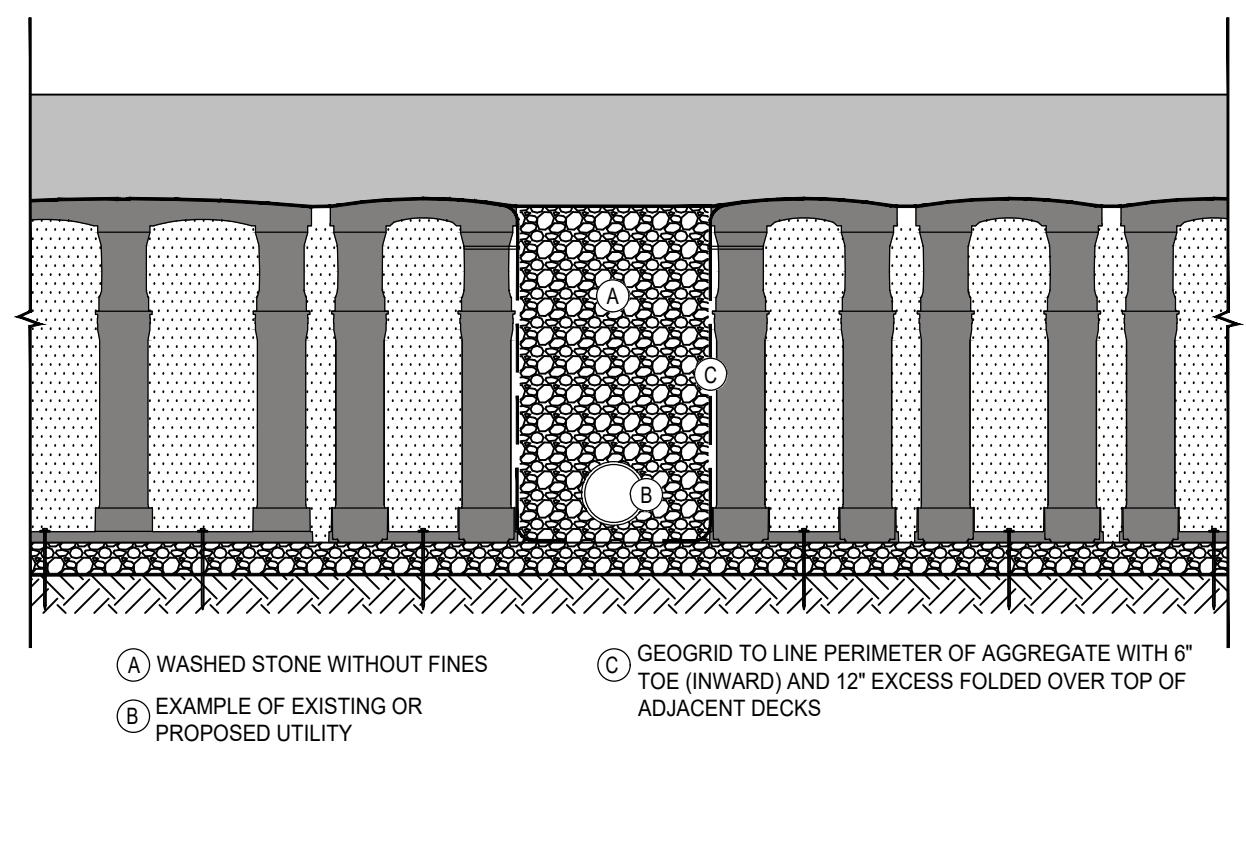 A
C
B
A WASHED STONE WITHOUT FINES
B EXAMPLE OF EXISTING OR
PROPOSED UTILITY
C GEOGRID TO LINE PERIMETER OF AGGREGATE WITH 6"
TOE (INWARD) AND 12" EXCESS FOLDED OVER TOP OF
ADJACENT DECKS